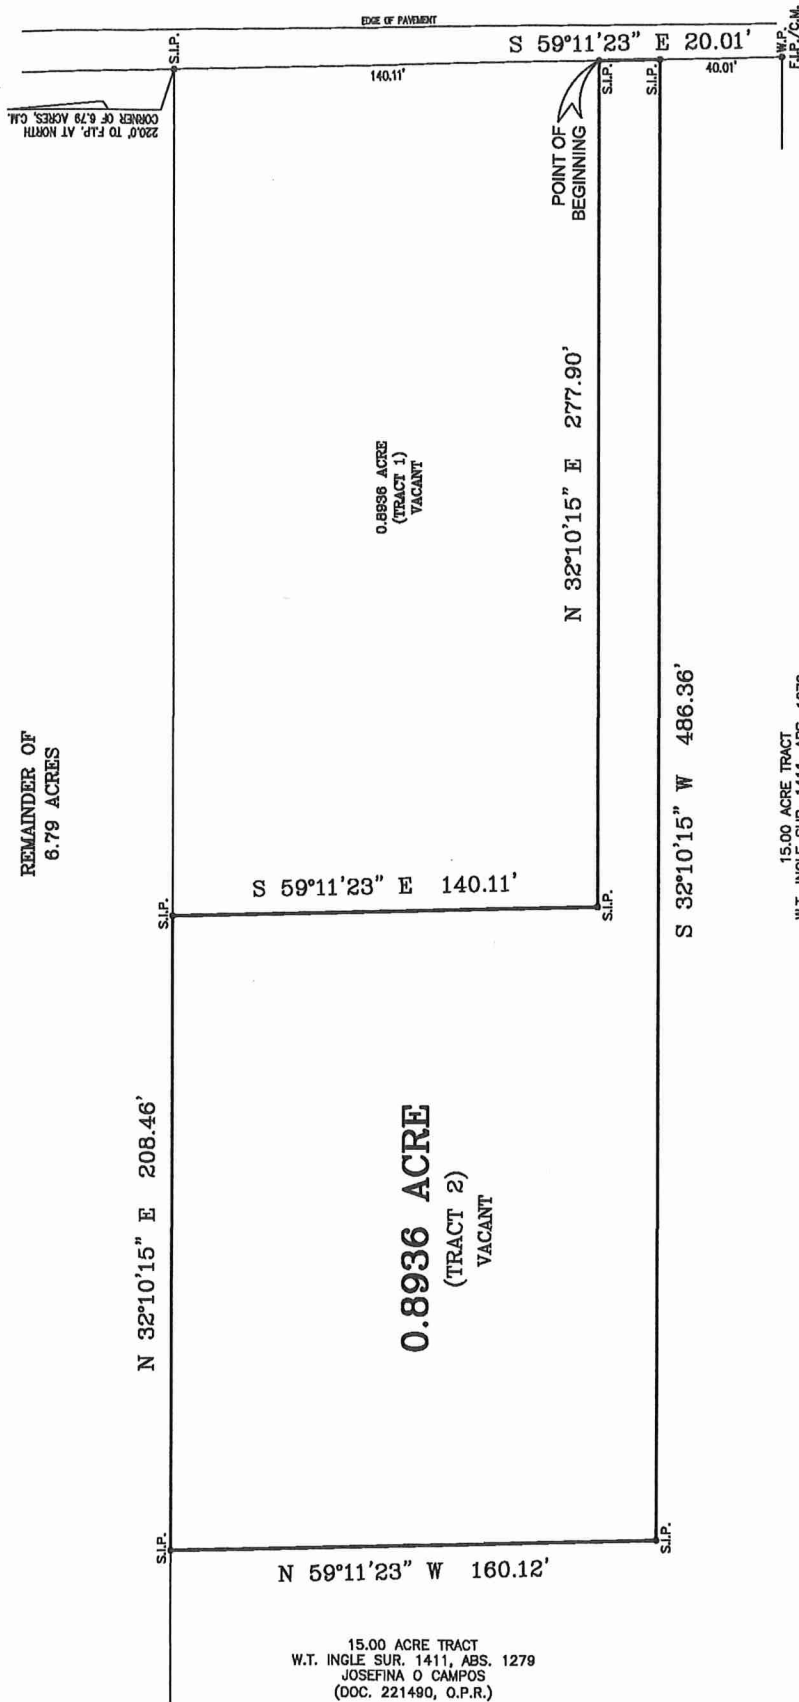 EDGE OF PAVEMENT
S 59°11'23" E 20.01'
S.I.P.
140.11'
S.I.P.
S.I.P.
40.01'
W.P.
F.I.P./C.M.
220.0' TO F.I.P. AT NORTH
CORNER OF 6.79 ACRES, C.M.
POINT OF
BEGINNING
N 32°10'15" E 277.90'
0.8936 ACRE
(TRACT 1)
VACANT
REMAINDER OF
6.79 ACRES
S 32°10'15" W 486.36'
15.00 ACRE TRACT
S 59°11'23" E 140.11'
S.I.P.
S.I.P.
N 32°10'15" E 208.46'
0.8936 ACRE
(TRACT 2)
VACANT
S.I.P.
S.I.P.
N 59°11'23" W 160.12'
15.00 ACRE TRACT
W.T. INGLE SUR. 1411, ABS. 1279
JOSEFINA O CAMPOS
(DOC. 221490, O.P.R.)